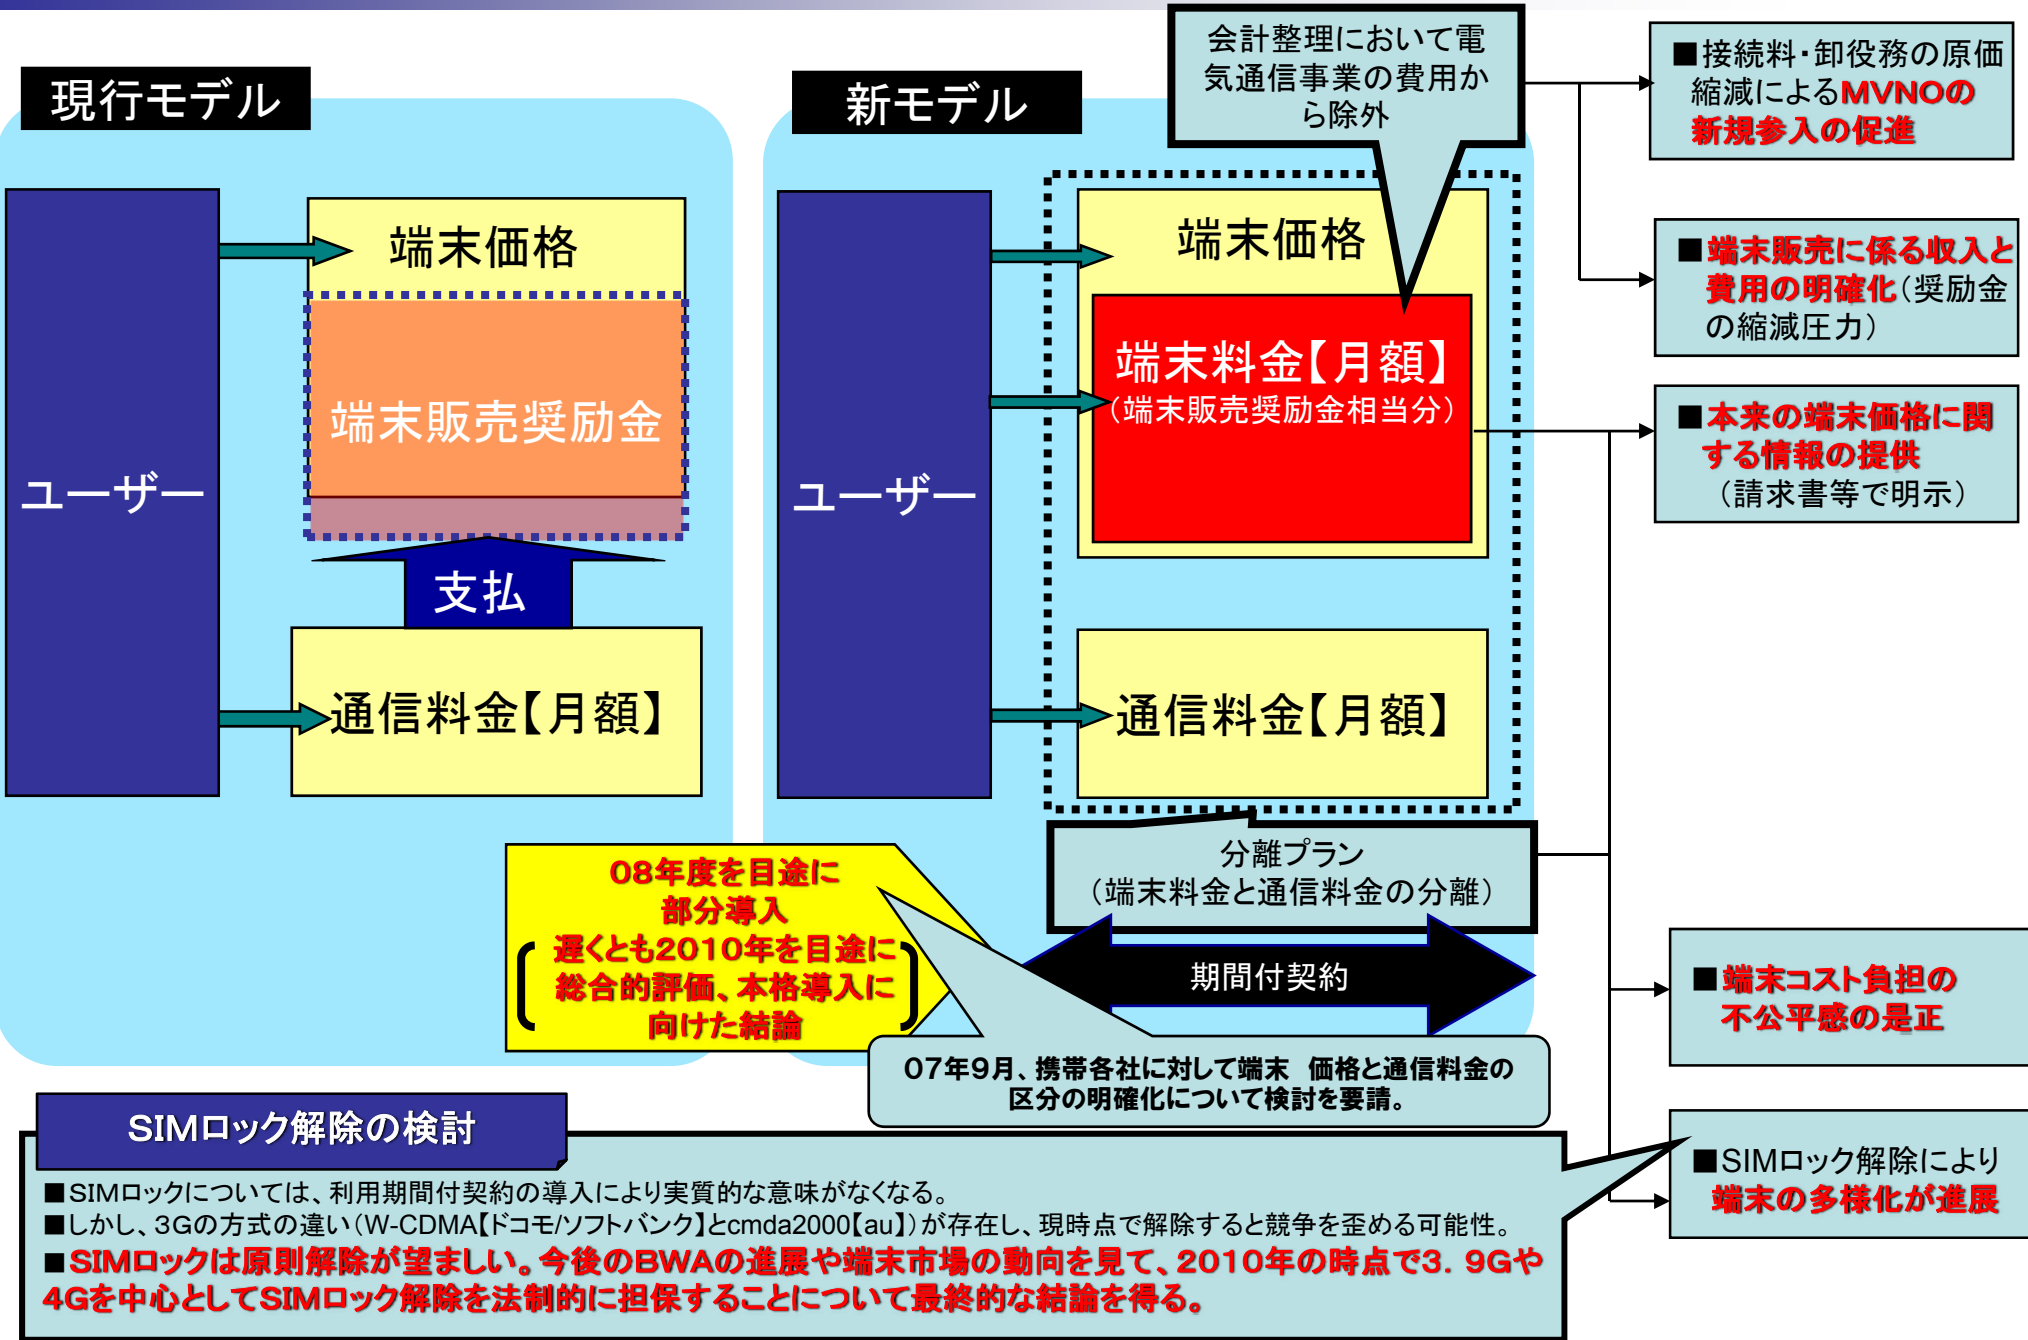 現行モデル
ユーザー
端末価格
端末販売奨励金
支払
通信料金【月額】
新モデル
ユーザー
端末価格
端末料金【月額】
（端末販売奨励金相当分）
通信料金【月額】
会計整理において電
気通信事業の費用か
ら除外
■接続料・卸役務の原価
縮減によるMVNOの
新規参入の促進
■端末販売に係る収入と
費用の明確化（奨励金
の縮減圧力）
■本来の端末価格に関
する情報の提供
（請求書等で明示）
分離プラン
（端末料金と通信料金の分離）
期間付契約
08年度を目途に
部分導入
遅くとも2010年を目途に
総合的評価、本格導入に
向けた結論
07年9月、携帯各社に対して端末　価格と通信料金の
区分の明確化について検討を要請。
■端末コスト負担の
不公平感の是正
■SIMロック解除により
端末の多様化が進展
SIMロック解除の検討
■SIMロックについては、利用期間付契約の導入により実質的な意味がなくなる。
■しかし、3Gの方式の違い（W-CDMA【ドコモ/ソフトバンク】とcmda2000【au】）が存在し、現時点で解除すると競争を歪める可能性。
■SIMロックは原則解除が望ましい。今後のBWAの進展や端末市場の動向を見て、2010年の時点で3．9Gや
4Gを中心としてSIMロック解除を法制的に担保することについて最終的な結論を得る。